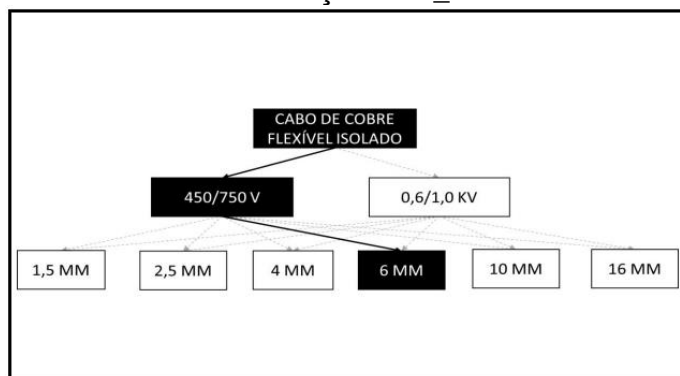 CABO DE COBRE
FLEXÍVEL ISOLADO
450/750 V
0,6/1,0 KV
1,5 MM
2,5 MM
4 MM
6 MM
10 MM
16 MM